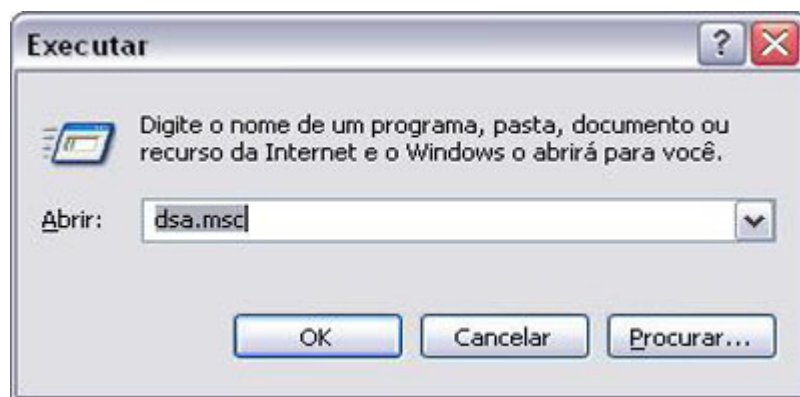 Executar
Digite o nome de um programa, pasta, documento ou
recurso da Internet e o Windows o abrirá para você.
Abrir: dsa.msc
OK Cancelar Procurar...